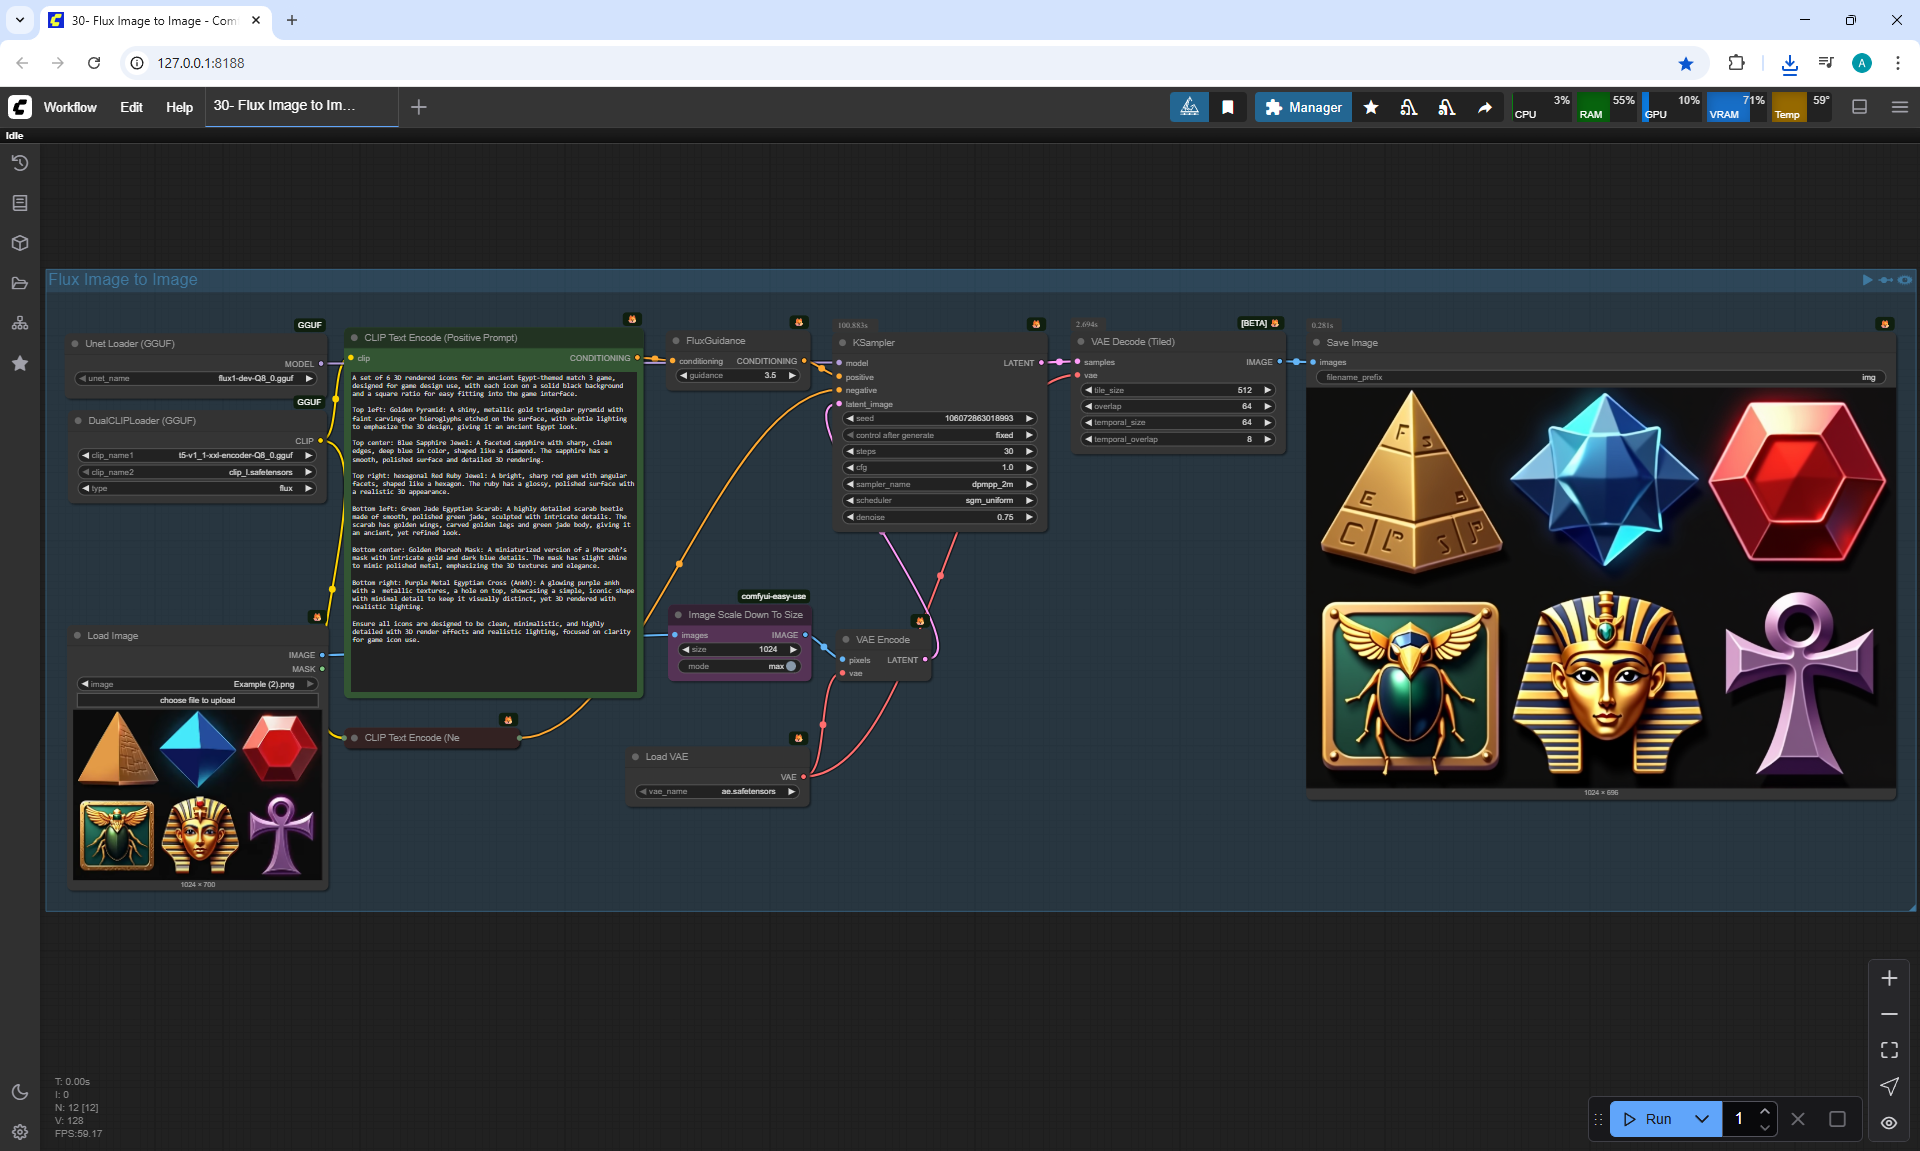 30- Flux Image to Image - Com
127.0.0.1:8188
A
Workflow Edit Help 30- Flux Image to Im...
Manager
CPU 3% RAM 55% GPU 10% VRAM 71% Temp 59°
Idle
Flux Image to Image
GGUF
Unet Loader (GGUF)
MODEL
unet_name flux1-dev-Q8_0.gguf
GGUF
DualCLIPLoader (GGUF)
CLIP
clip_name1 t5-v1_1-xxl-encoder-Q8_0.gguf
clip_name2 clip_l.safetensors
type flux
Load Image
IMAGE
MASK
image Example (2).png
choose file to upload
1024 × 700
CLIP Text Encode (Positive Prompt)
clip CONDITIONING
A set of 6 3D rendered icons for an ancient Egypt-themed match 3 game,
designed for game design use, with each icon on a solid black background
and a square ratio for easy fitting into the game interface.
Top left: Golden Pyramid: A shiny, metallic gold triangular pyramid with
faint carvings or hieroglyphs etched on the surface, with subtle lighting
to emphasize the 3D design, giving it an ancient Egypt look.
Top center: Blue Sapphire Jewel: A faceted sapphire with sharp, clean
edges, deep blue in color, shaped like a diamond. The sapphire has a
smooth, polished surface and detailed 3D rendering.
Top right: hexagonal Red Ruby Jewel: A bright, sharp red gem with angular
facets, shaped like a hexagon. The ruby has a glossy, polished surface with
a realistic 3D appearance.
Bottom left: Green Jade Egyptian Scarab: A highly detailed scarab beetle
made of smooth, polished green jade, sculpted with intricate details. The
scarab has golden wings, carved golden legs and green jade body, giving it
an ancient, yet refined look.
Bottom center: Golden Pharaoh Mask: A miniaturized version of a Pharaoh's
mask with intricate gold and dark blue details. The mask has slight shine
to mimic polished metal, emphasizing the 3D textures and elegance.
Bottom right: Purple Metal Egyptian Cross (Ankh): A glowing purple ankh
with a metallic textures, a hole on top, showcasing a simple, iconic shape
with minimal detail to keep it visually distinct, yet 3D rendered with
realistic lighting.
Ensure all icons are designed to be clean, minimalistic, and highly
detailed with 3D render effects and realistic lighting, focused on clarity
for game icon use.
CLIP Text Encode (Ne
FluxGuidance
conditioning CONDITIONING
guidance 3.5
comfyui-easy-use
Image Scale Down To Size
images IMAGE
size 1024
mode max
Load VAE
VAE
vae_name ae.safetensors
100.883s
KSampler
model LATENT
positive
negative
latent_image
seed 106072863018993
control after generate fixed
steps 30
cfg 1.0
sampler_name dpmpp_2m
scheduler sgm_uniform
denoise 0.75
VAE Encode
pixels LATENT
vae
2.694s
[BETA]
VAE Decode (Tiled)
samples IMAGE
vae
tile_size 512
overlap 64
temporal_size 64
temporal_overlap 8
0.281s
Save Image
images
filename_prefix img
1024 × 696
T: 0.00s
I: 0
N: 12 [12]
V: 128
FPS:59.17
Run 1